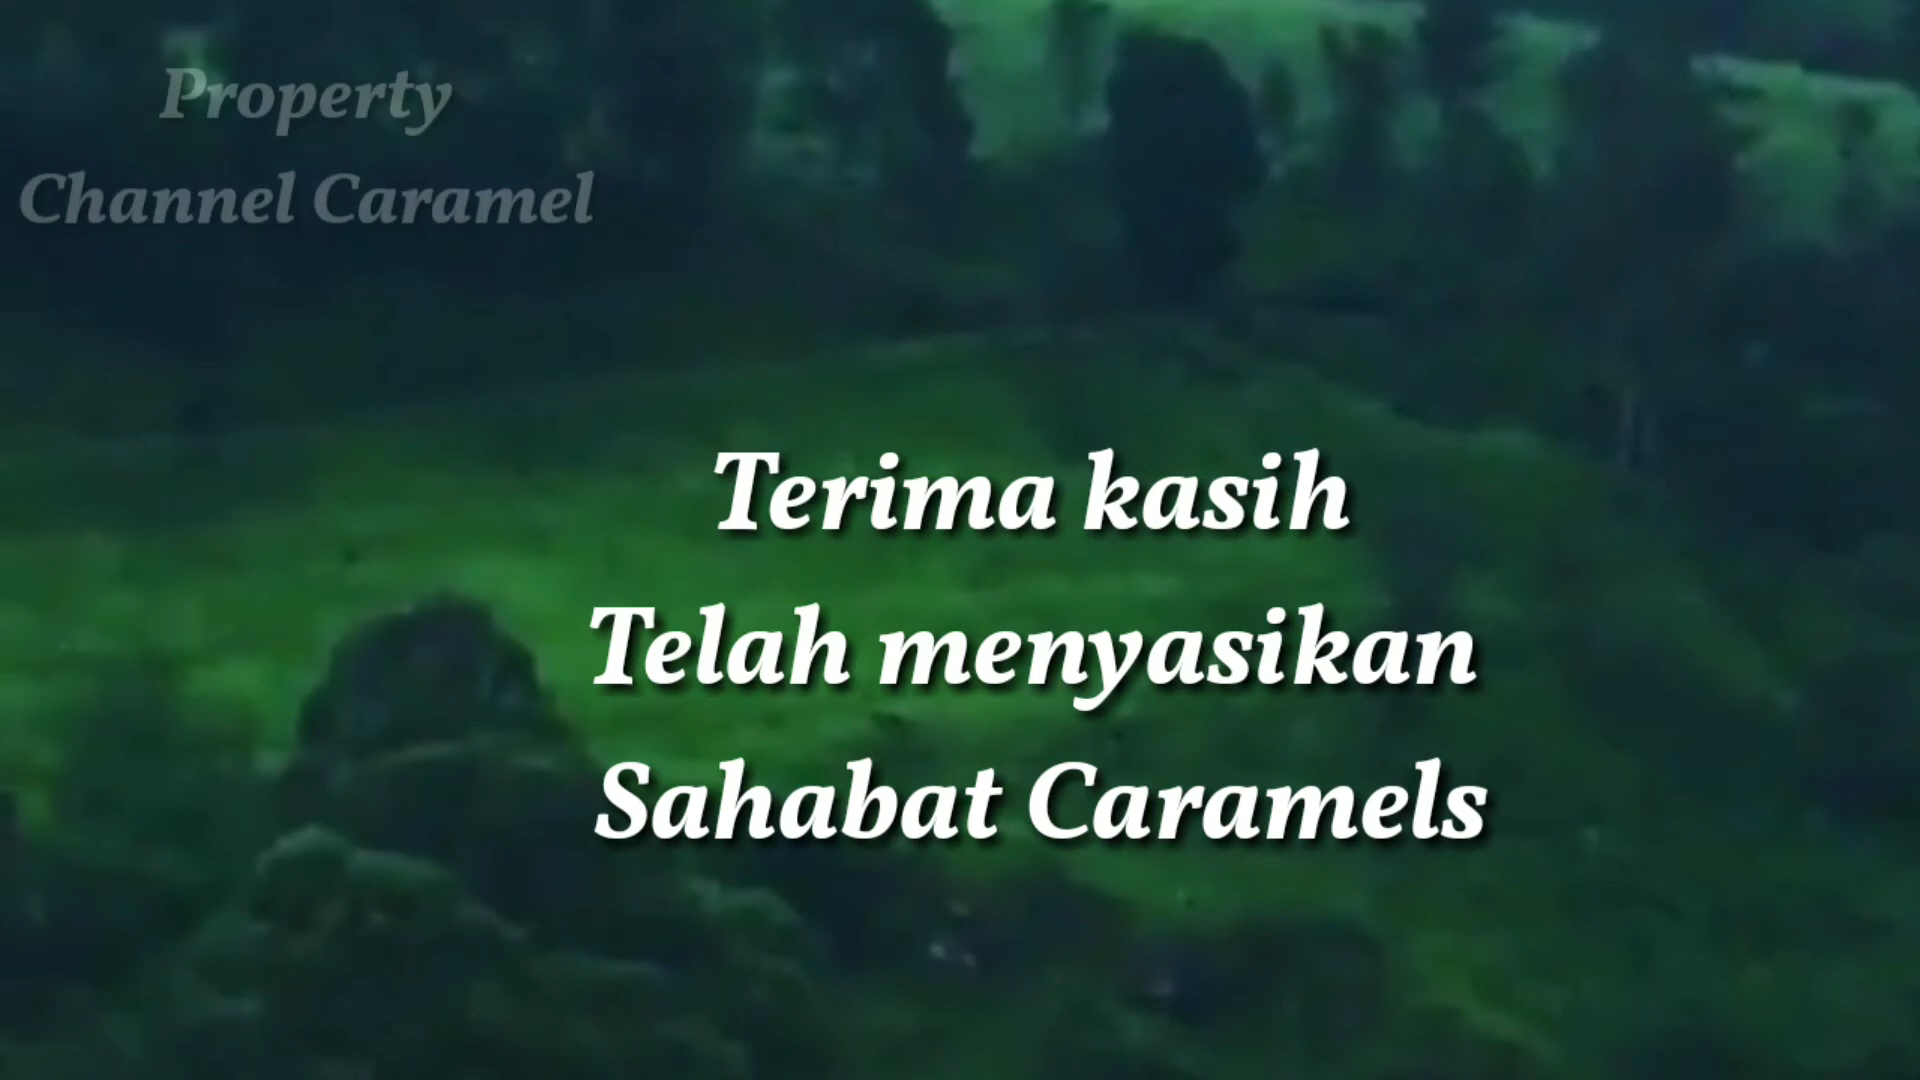 Property
Channel Caramel
Terima kasih
Telah menyasikan
Sahabat Caramels